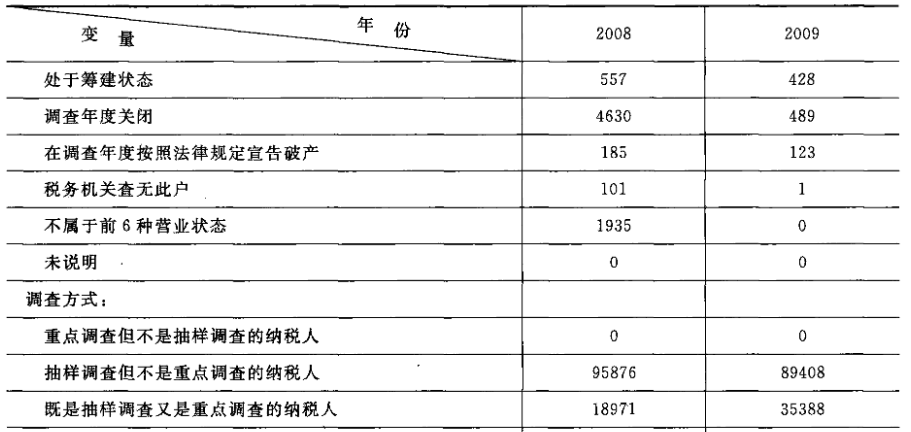 变 量 年 份 2008 2009
处于筹建状态 557 428
调查年度关闭 4630 489
在调查年度按照法律规定宣告破产 185 123
税务机关查无此户 101 1
不属于前 6 种营业状态 1935 0
未说明 0 0
调查方式：
重点调查但不是抽样调查的纳税人 0 0
抽样调查但不是重点调查的纳税人 95876 89408
既是抽样调查又是重点调查的纳税人 18971 35388